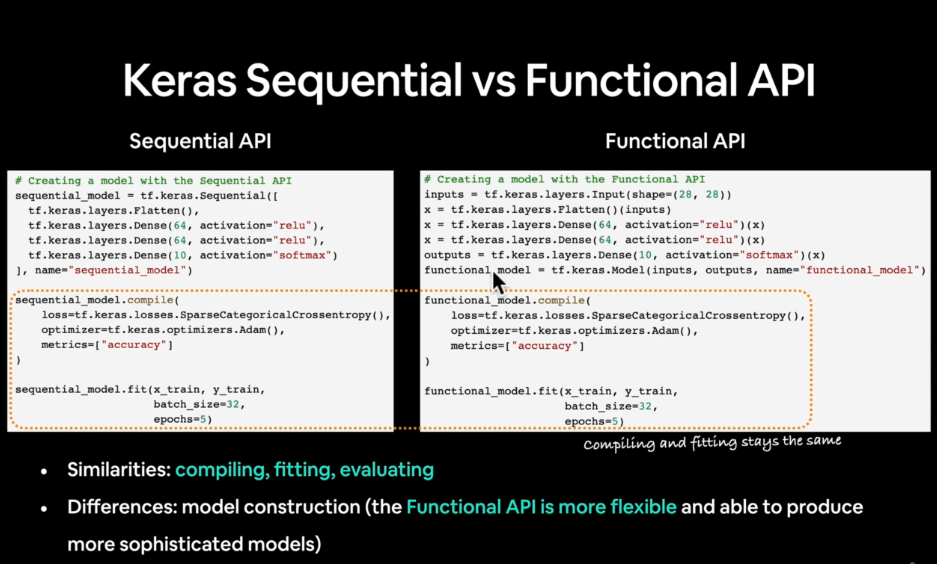 Keras Sequential vs Functional API
Sequential API
# Creating a model with the Sequential API
sequential_model = tf.keras.Sequential([
  tf.keras.layers.Flatten(),
  tf.keras.layers.Dense(64, activation="relu"),
  tf.keras.layers.Dense(64, activation="relu"),
  tf.keras.layers.Dense(10, activation="softmax")
], name="sequential_model")
sequential_model.compile(
    loss=tf.keras.losses.SparseCategoricalCrossentropy(),
    optimizer=tf.keras.optimizers.Adam(),
    metrics=["accuracy"]
)
sequential_model.fit(x_train, y_train,
                     batch_size=32,
                     epochs=5)
Functional API
# Creating a model with the Functional API
inputs = tf.keras.layers.Input(shape=(28, 28))
x = tf.keras.layers.Flatten()(inputs)
x = tf.keras.layers.Dense(64, activation="relu")(x)
x = tf.keras.layers.Dense(64, activation="relu")(x)
outputs = tf.keras.layers.Dense(10, activation="softmax")(x)
functional_model = tf.keras.Model(inputs, outputs, name="functional_model")
functional_model.compile(
    loss=tf.keras.losses.SparseCategoricalCrossentropy(),
    optimizer=tf.keras.optimizers.Adam(),
    metrics=["accuracy"]
)
functional_model.fit(x_train, y_train,
                     batch_size=32,
                     epochs=5)
Compiling and fitting stays the same
• Similarities: compiling, fitting, evaluating
• Differences: model construction (the Functional API is more flexible and able to produce
more sophisticated models)